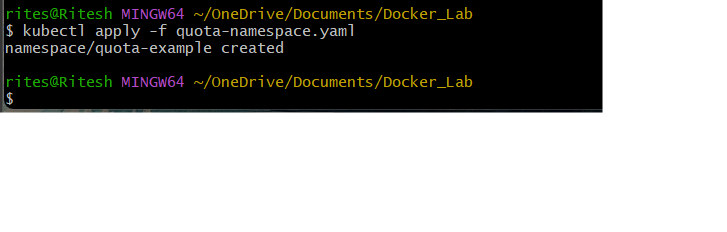 rites@Ritesh MINGW64 ~/OneDrive/Documents/Docker_Lab
$ kubectl apply -f quota-namespace.yaml
namespace/quota-example created
rites@Ritesh MINGW64 ~/OneDrive/Documents/Docker_Lab
$